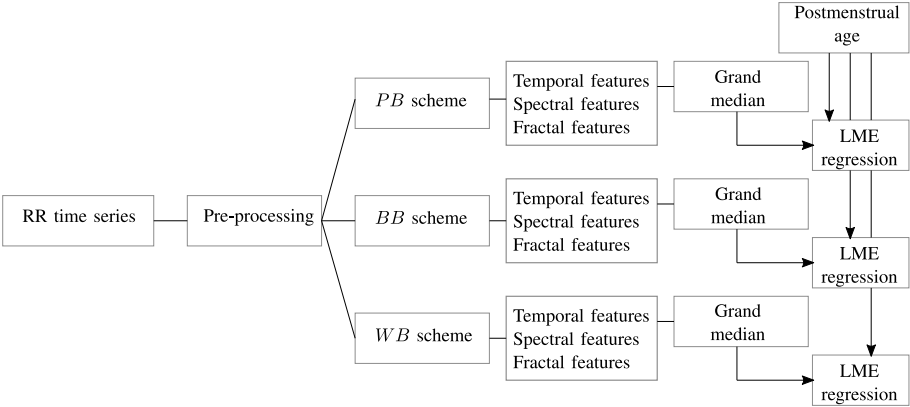 Postmenstrual
age
PB scheme
Temporal features
Spectral features
Fractal features
Grand
median
LME
regression
RR time series
Pre-processing
BB scheme
Temporal features
Spectral features
Fractal features
Grand
median
LME
regression
WB scheme
Temporal features
Spectral features
Fractal features
Grand
median
LME
regression